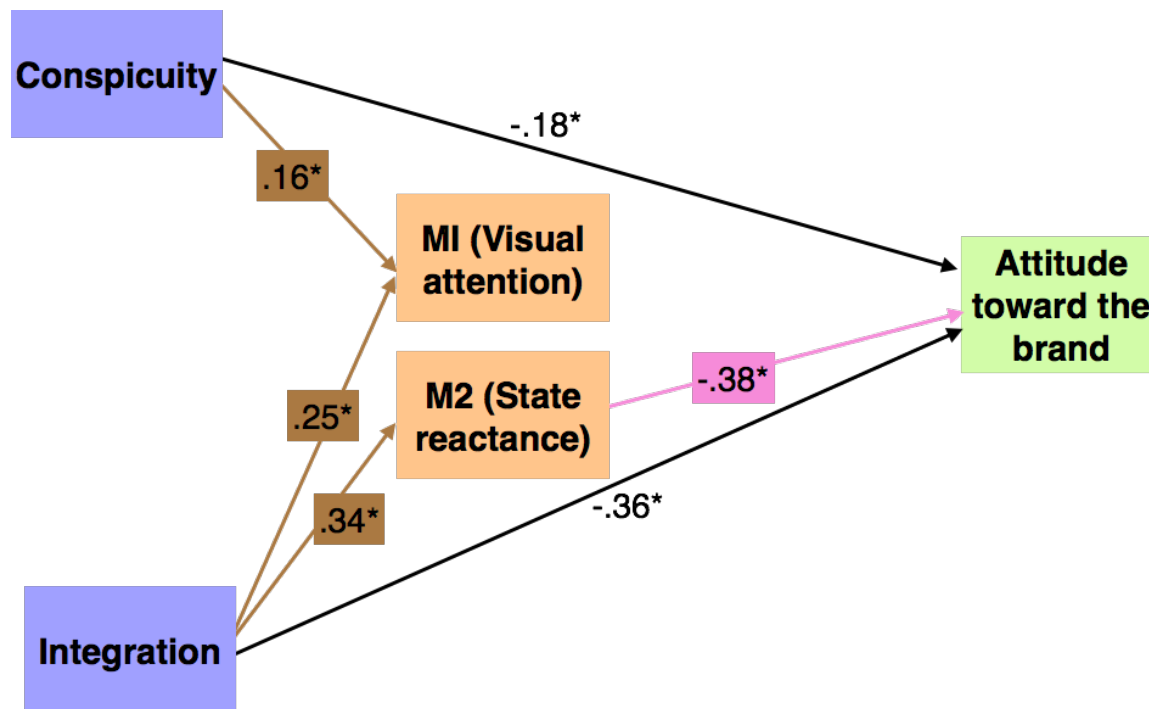 Conspicuity
-.18*
.16*
MI (Visual
attention)
Attitude
toward the
brand
M2 (State
reactance)
-.38*
.25*
.34*
-.36*
Integration